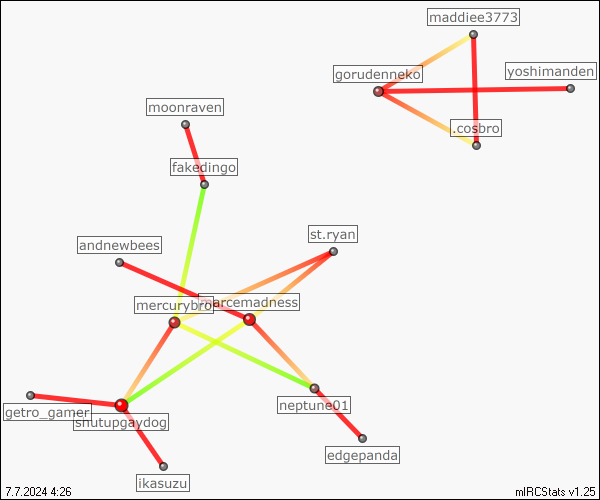 maddiee3773
gorudenneko
yoshimanden
moonraven
.cosbro
fakedingo
st.ryan
andnewbees
mercurybro
marcemadness
getro_gamer
neptune01
shutupgaydog
edgepanda
ikasuzu
7.7.2024 4:26
mIRCStats v1.25